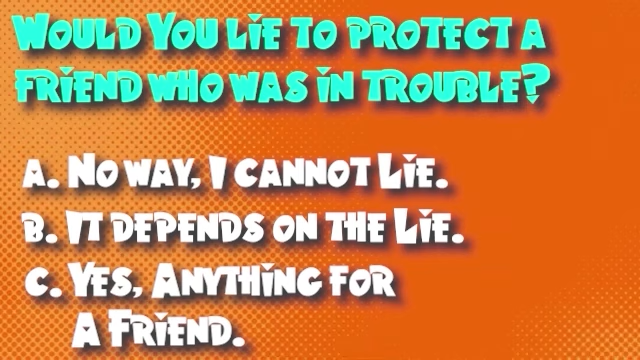 Would You lie to protect a
friend who was in trouble?
A. No way, I cannot Lie.
B. It depends on the Lie.
C. Yes, Anything for
A Friend.